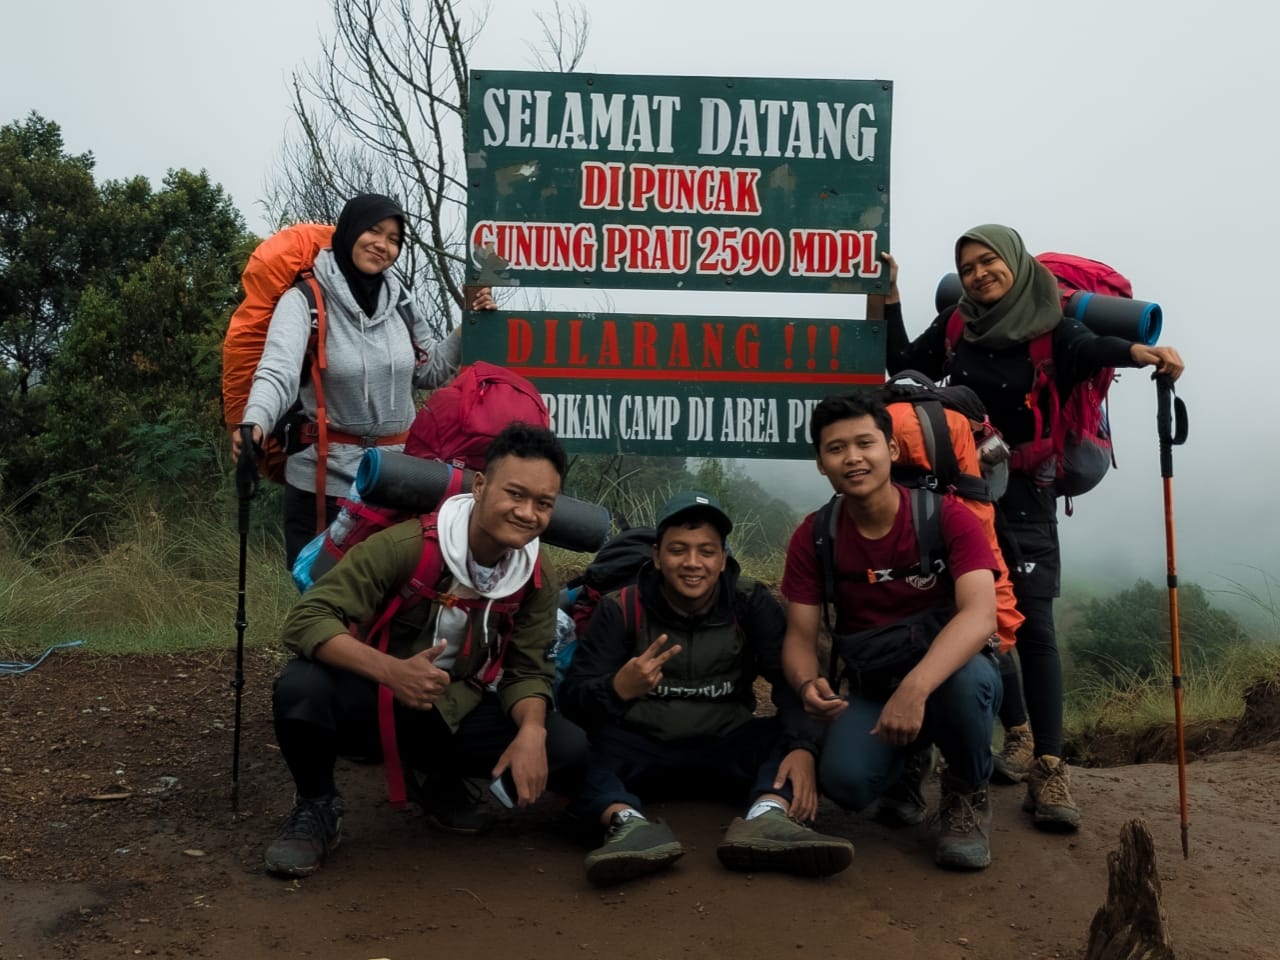 SELAMAT DATANG
DI PUNCAK
GUNUNG PRAU 2590 MDPL
DILARANG !!!
CAMP DI AREA